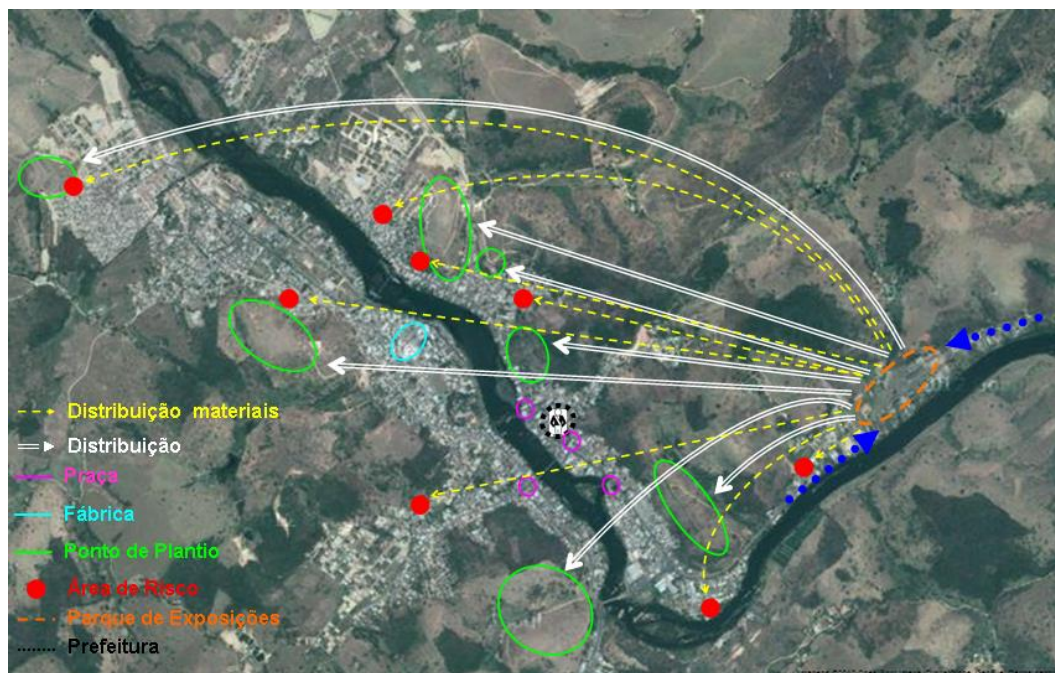 Distribuição materiais
Distribuição
Praça
Fábrica
Ponto de Plantio
Área de Risco
Parque de Exposições
Prefeitura